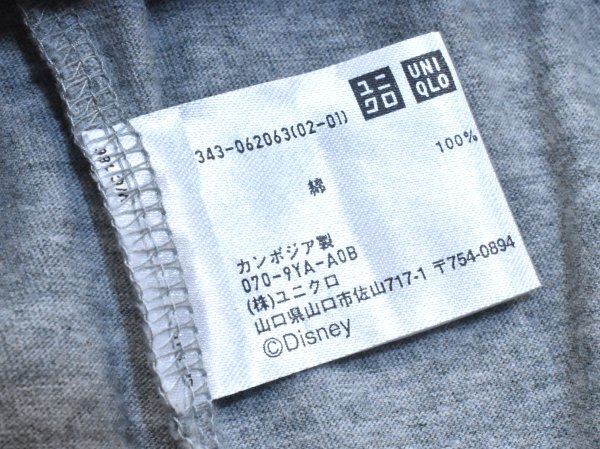 ユニ
クロ
UNI
QLO
343-062063(02-01)
綿 100%
カンボジア製
070-9YA-A0B
(株)ユニクロ
山口県山口市佐山717-1 〒754-0894
©Disney